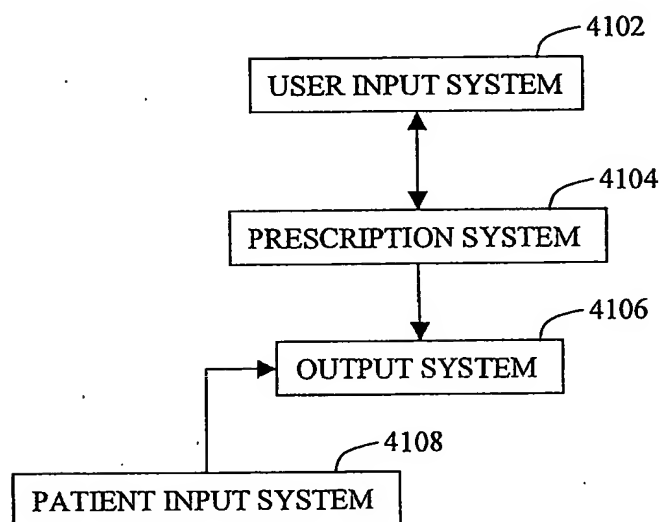 4102
USER INPUT SYSTEM
4104
PRESCRIPTION SYSTEM
4106
OUTPUT SYSTEM
4108
PATIENT INPUT SYSTEM